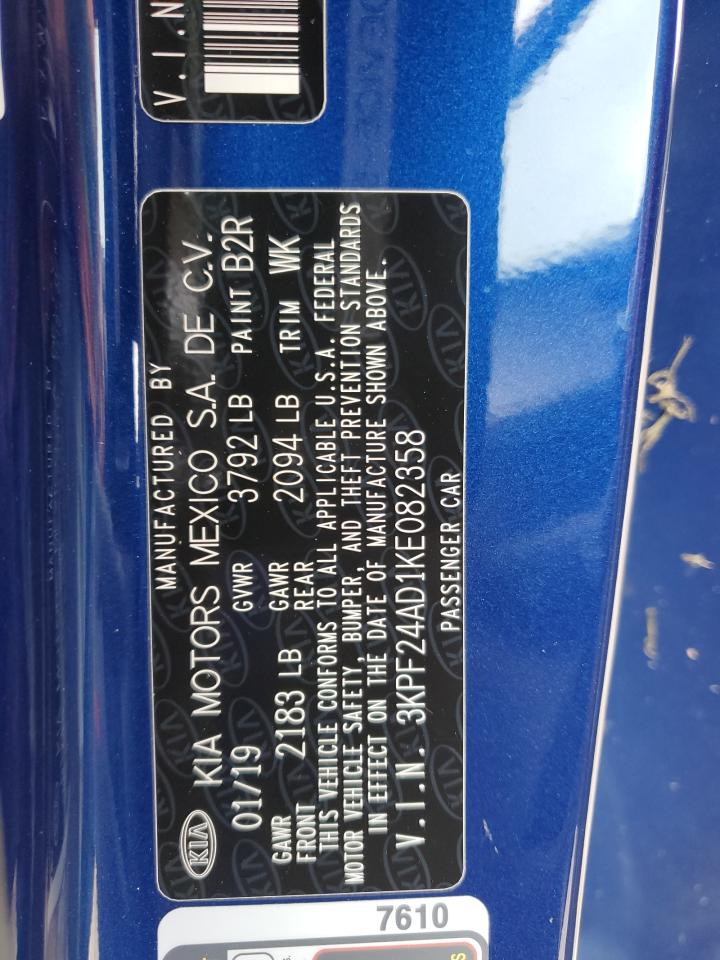 V.I.N
MANUFACTURED BY
KIA KIA MOTORS MEXICO S.A. DE C.V.
01/19 GVWR 3792 LB PAINT B2R
GAWR FRONT 2183 LB GAWR REAR 2094 LB TRIM WK
THIS VEHICLE CONFORMS TO ALL APPLICABLE U.S.A. FEDERAL
MOTOR VEHICLE SAFETY, BUMPER, AND THEFT PREVENTION STANDARDS
IN EFFECT ON THE DATE OF MANUFACTURE SHOWN ABOVE.
V.I.N. 3KPF24AD1KE082358
PASSENGER CAR
7610